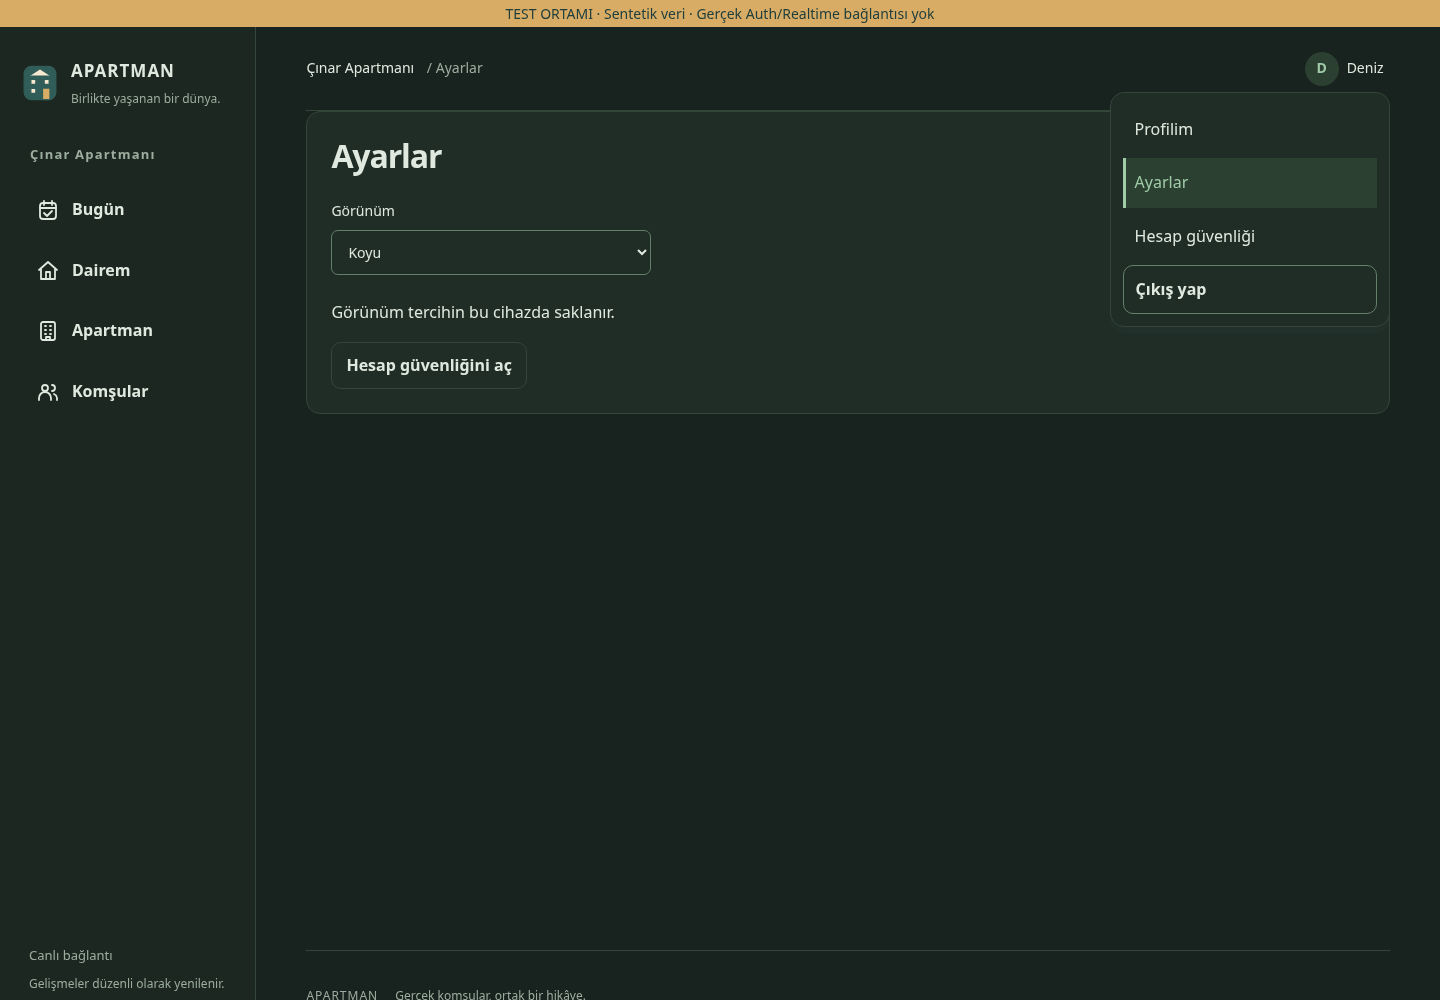 TEST ORTAMI · Sentetik veri · Gerçek Auth/Realtime bağlantısı yok
APARTMAN
Birlikte yaşanan bir dünya.
Çınar Apartmanı
Bugün
Dairem
Apartman
Komşular
Canlı bağlantı
Gelişmeler düzenli olarak yenilenir.
Çınar Apartmanı / Ayarlar
D Deniz
Profilim
Ayarlar
Hesap güvenliği
Çıkış yap
Ayarlar
Görünüm
Koyu
Görünüm tercihin bu cihazda saklanır.
Hesap güvenliğini aç
APARTMAN Gerçek komşular, ortak bir hikâye.